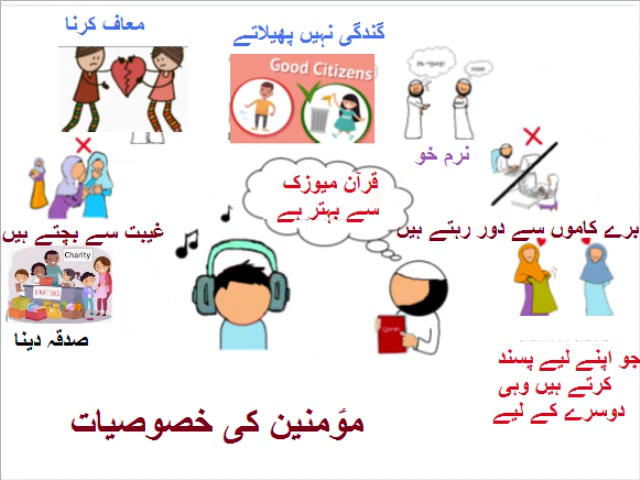 معاف کرنا
گندگی نہیں پھیلاتے
Good Citizens
نرم خو
قرآن میوزک
سے بہتر ہے
غیبت سے بچتے ہیں
برے کاموں سے دور رہتے ہیں
Charity
صدقہ دینا
Quran
جو اپنے لیے پسند
کرتے ہیں وہی
دوسرے کے لیے
مؤمنین کی خصوصیات